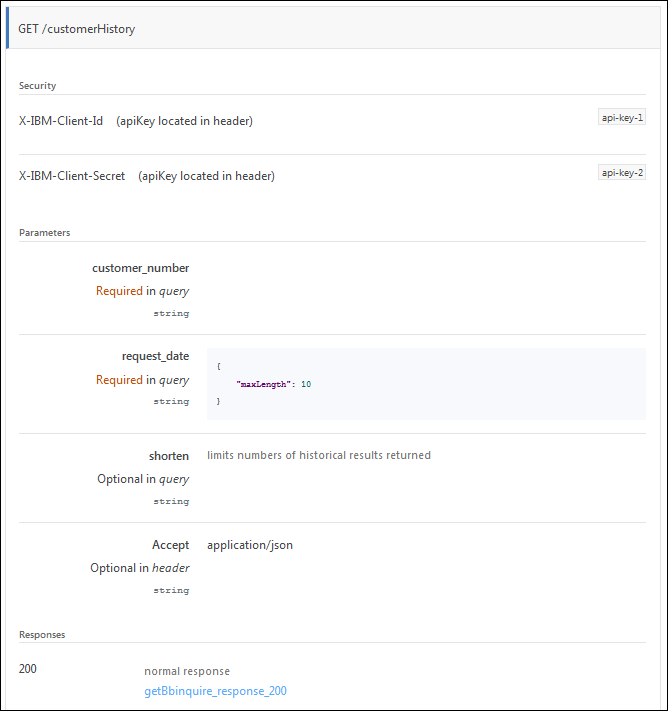 GET /customerHistory
Security
X-IBM-Client-Id (apiKey located in header) api-key-1
X-IBM-Client-Secret (apiKey located in header) api-key-2
Parameters
customer_number
Required in query
string
request_date
Required in query
string
{
"maxLength": 10
}
shorten
limits numbers of historical results returned
Optional in query
string
Accept
application/json
Optional in header
string
Responses
200
normal response
getBbinquire_response_200